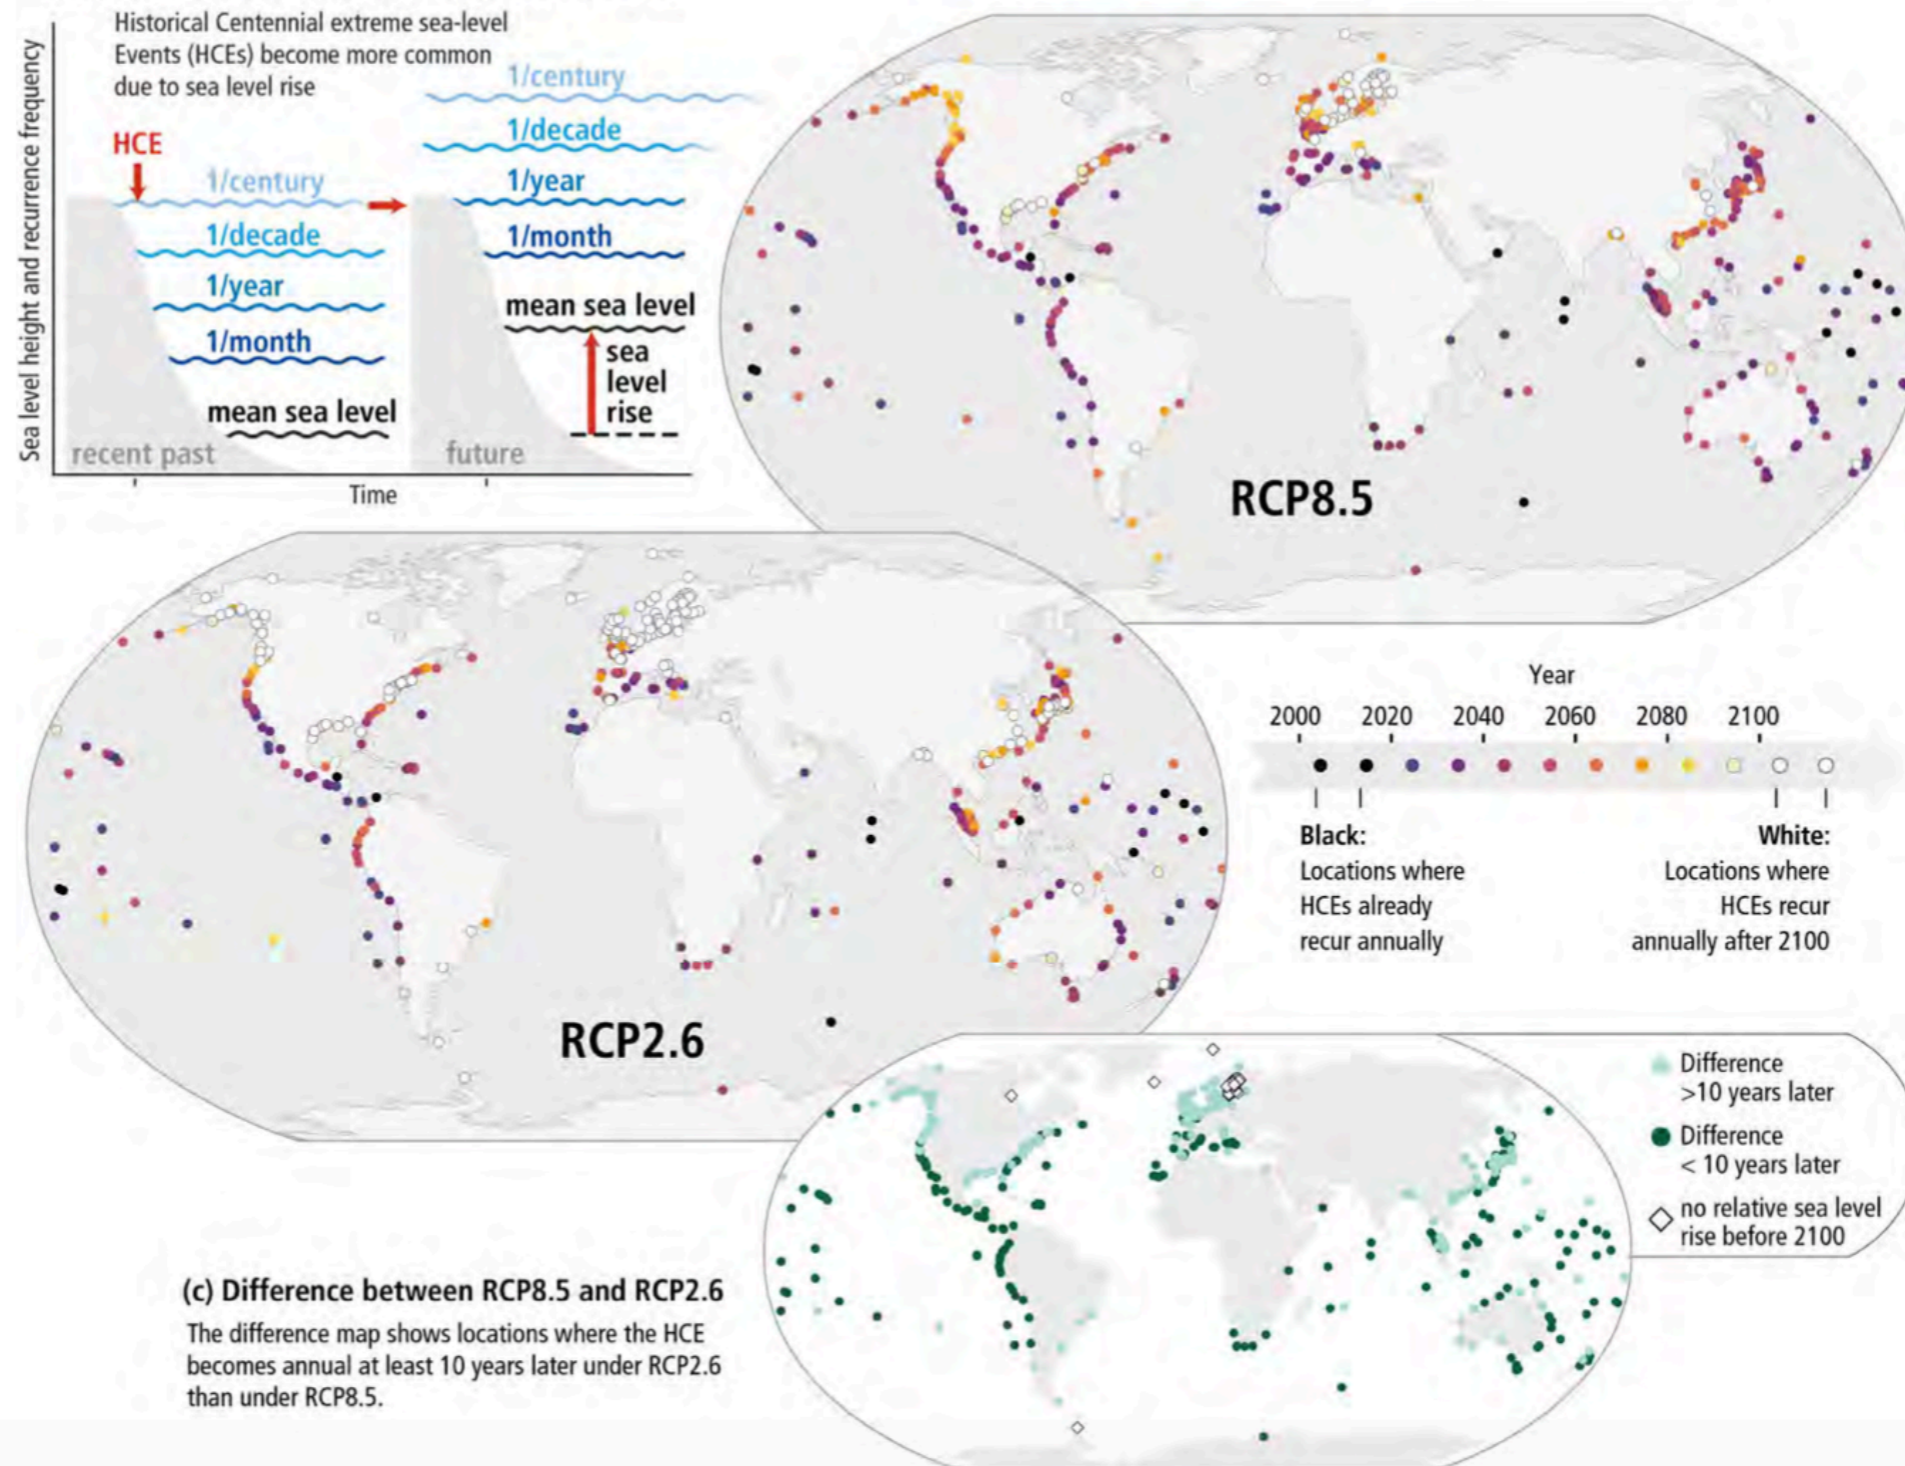 Historical Centennial extreme sea-level
Events (HCEs) become more common
due to sea level rise
Sea level height and recurrence frequency
HCE
1/century
1/decade
1/year
1/month
mean sea level
recent past
1/century
1/decade
1/year
1/month
mean sea level
sea
level
rise
future
Time
RCP8.5
RCP2.6
Year
2000 2020 2040 2060 2080 2100
Black:
Locations where
HCEs already
recur annually
White:
Locations where
HCEs recur
annually after 2100
Difference
>10 years later
Difference
< 10 years later
no relative sea level
rise before 2100
(c) Difference between RCP8.5 and RCP2.6
The difference map shows locations where the HCE
becomes annual at least 10 years later under RCP2.6
than under RCP8.5.